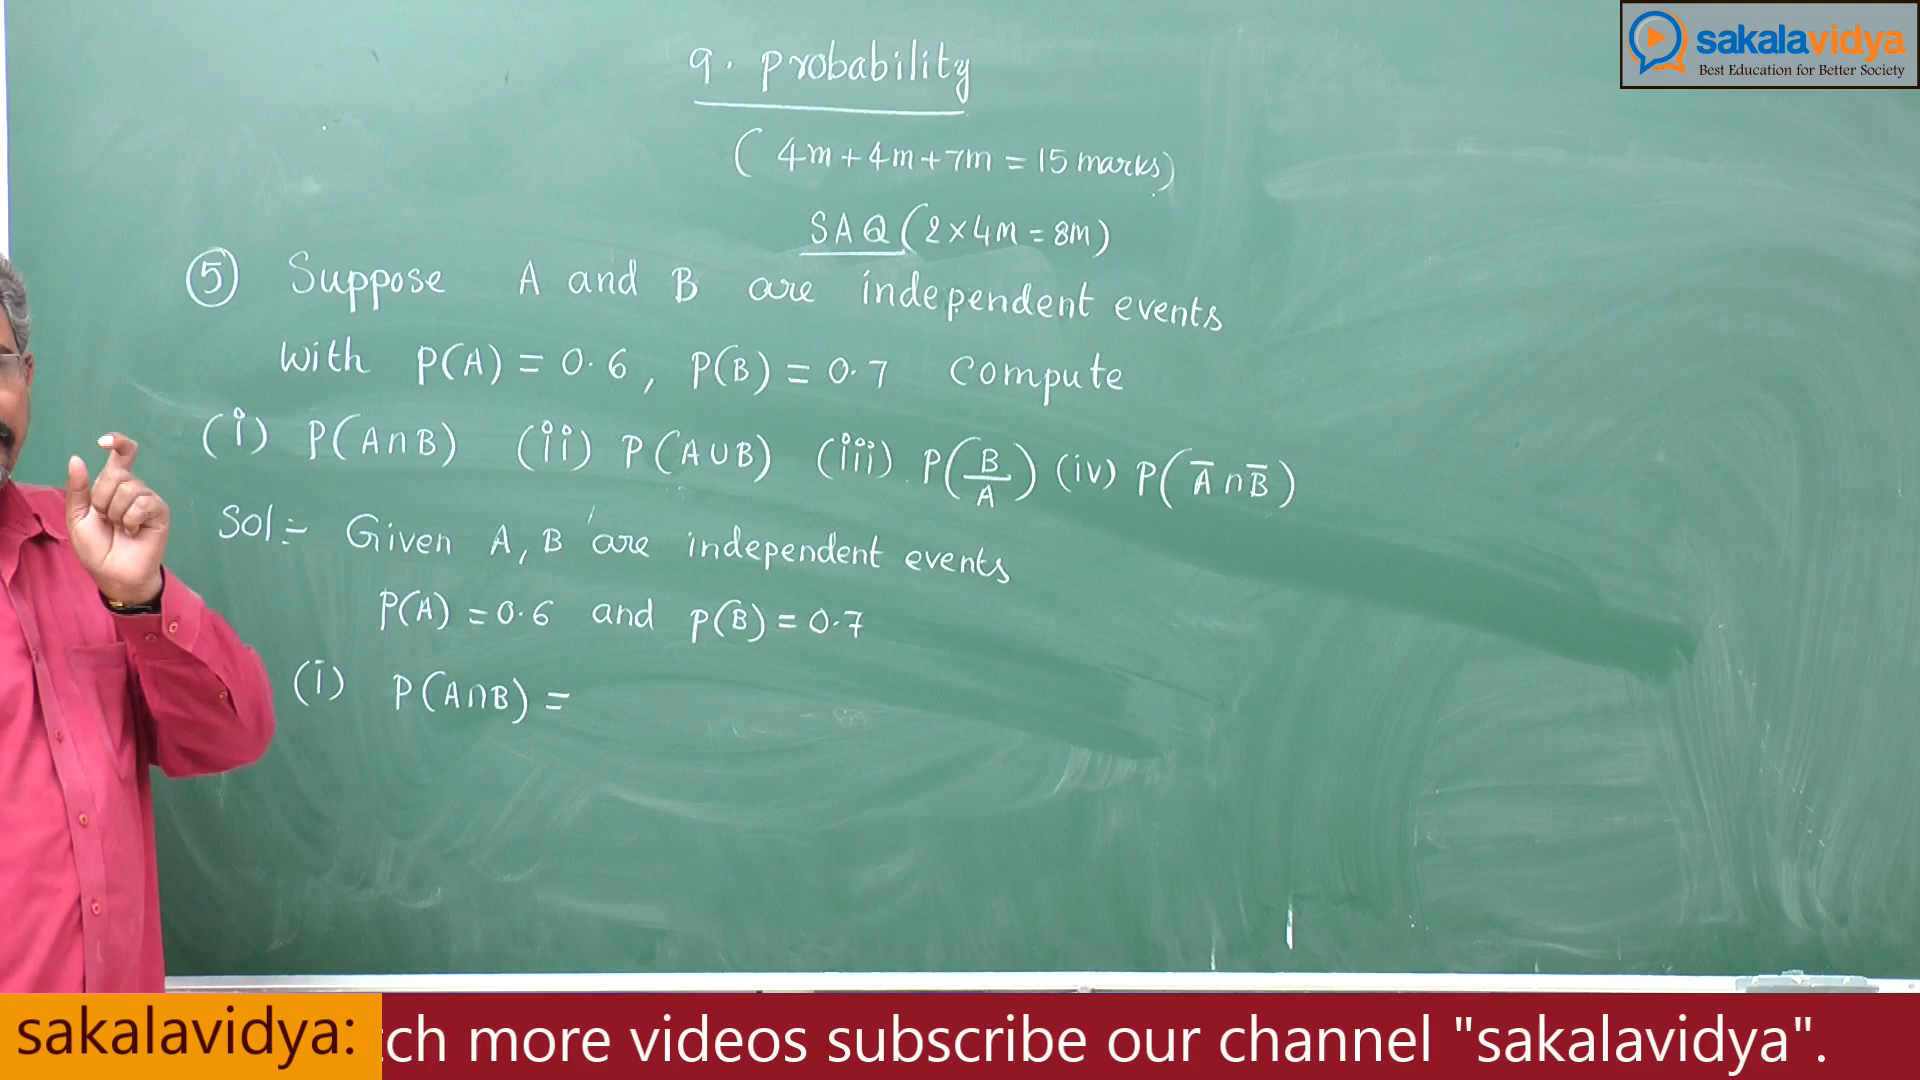 sakalavidya
Best Education for Better Society
9. Probability
(4m+4m+7m = 15 marks)
SAQ (2×4m = 8m)
⑤ Suppose A and B are independent events
with P(A) = 0.6, P(B) = 0.7 compute
(i) P(A∩B) (ii) P(A∪B) (iii) P(B/A) (iv) P(A̅∩B̅)
Sol:- Given A, B are independent events
P(A) = 0.6 and P(B) = 0.7
(i) P(A∩B) =
sakalavidya: tch more videos subscribe our channel "sakalavidya".